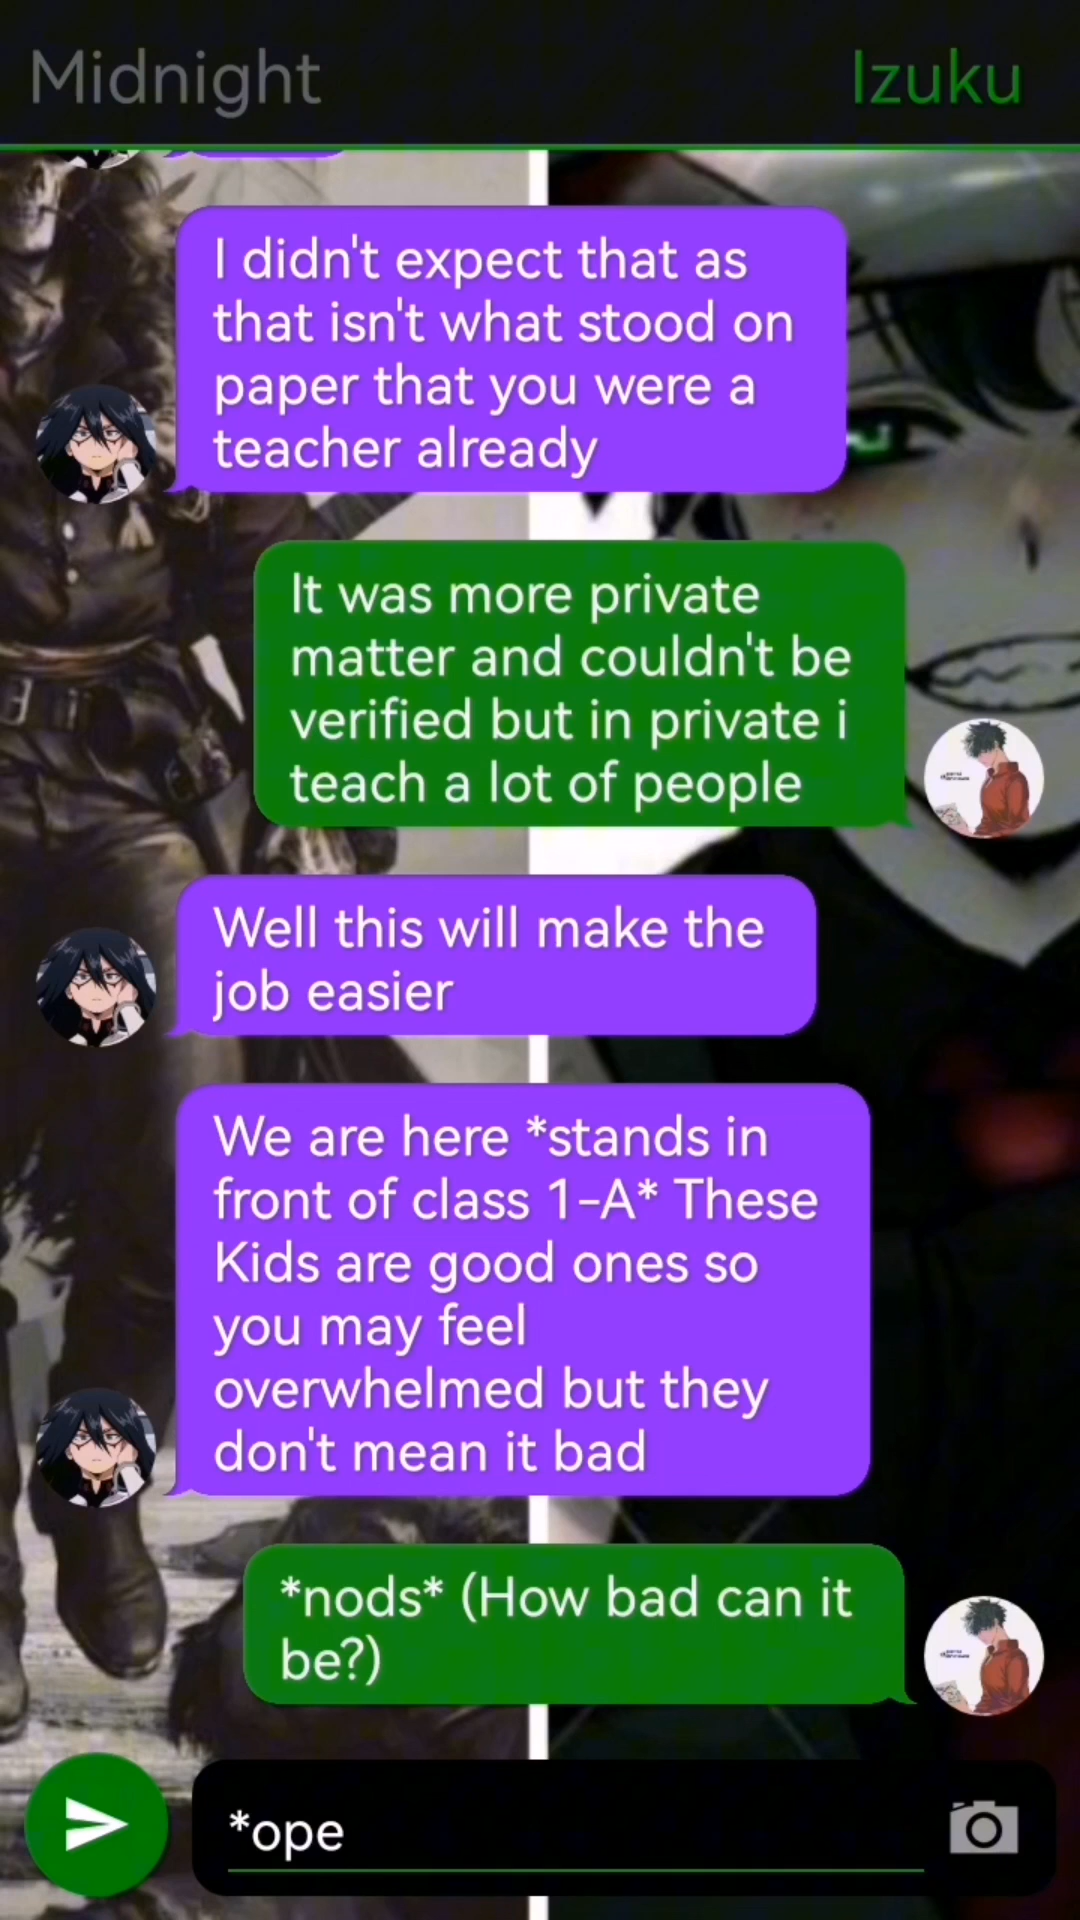 Midnight
Izuku
I didn't expect that as
that isn't what stood on
paper that you were a
teacher already
It was more private
matter and couldn't be
verified but in private i
teach a lot of people
Well this will make the
job easier
We are here *stands in
front of class 1-A* These
Kids are good ones so
you may feel
overwhelmed but they
don't mean it bad
*nods* (How bad can it
be?)
*ope